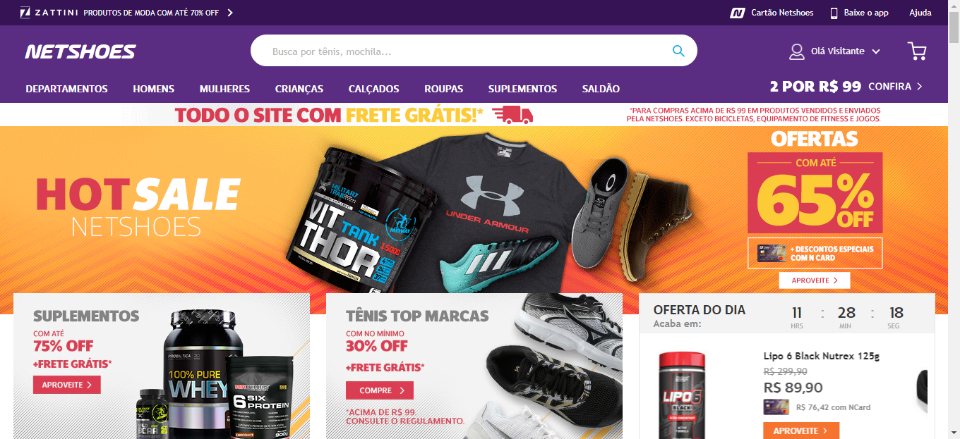 ZATTINI PRODUTOS DE MODA COM ATÉ 70% OFF
Cartão Netshoes
Baixe o app
Ajuda
NETSHOES
Busca por tênis, mochila...
Olá Visitante
DEPARTAMENTOS HOMENS MULHERES CRIANÇAS CALÇADOS ROUPAS SUPLEMENTOS SALDÃO
2 POR R$ 99 CONFIRA
TODO O SITE COM FRETE GRÁTIS!*
*PARA COMPRAS ACIMA DE R$ 99 EM PRODUTOS VENDIDOS E ENVIADOS
PELA NETSHOES. EXCETO BICICLETAS, EQUIPAMENTO DE FITNESS E JOGOS.
HOT SALE
NETSHOES
MILITARY
TRAIL
VIT
TANK
THOR
UNDER ARMOUR
OFERTAS
COM ATÉ
65%
OFF
+ DESCONTOS ESPECIAIS
COM N CARD
APROVEITE
SUPLEMENTOS
COM ATÉ
75% OFF
+FRETE GRÁTIS*
APROVEITE
100% PURE
WHEY
6 SIX
PROTEIN
TÊNIS TOP MARCAS
COM NO MÍNIMO
30% OFF
+FRETE GRÁTIS*
COMPRE
*ACIMA DE R$ 99.
CONSULTE O REGULAMENTO.
OFERTA DO DIA
Acaba em:
11 : 28 : 18
HRS MIN SEG
LIPO 6
BLACK
Lipo 6 Black Nutrex 125g
R$ 299,90
R$ 89,90
R$ 76,42 com NCard
APROVEITE